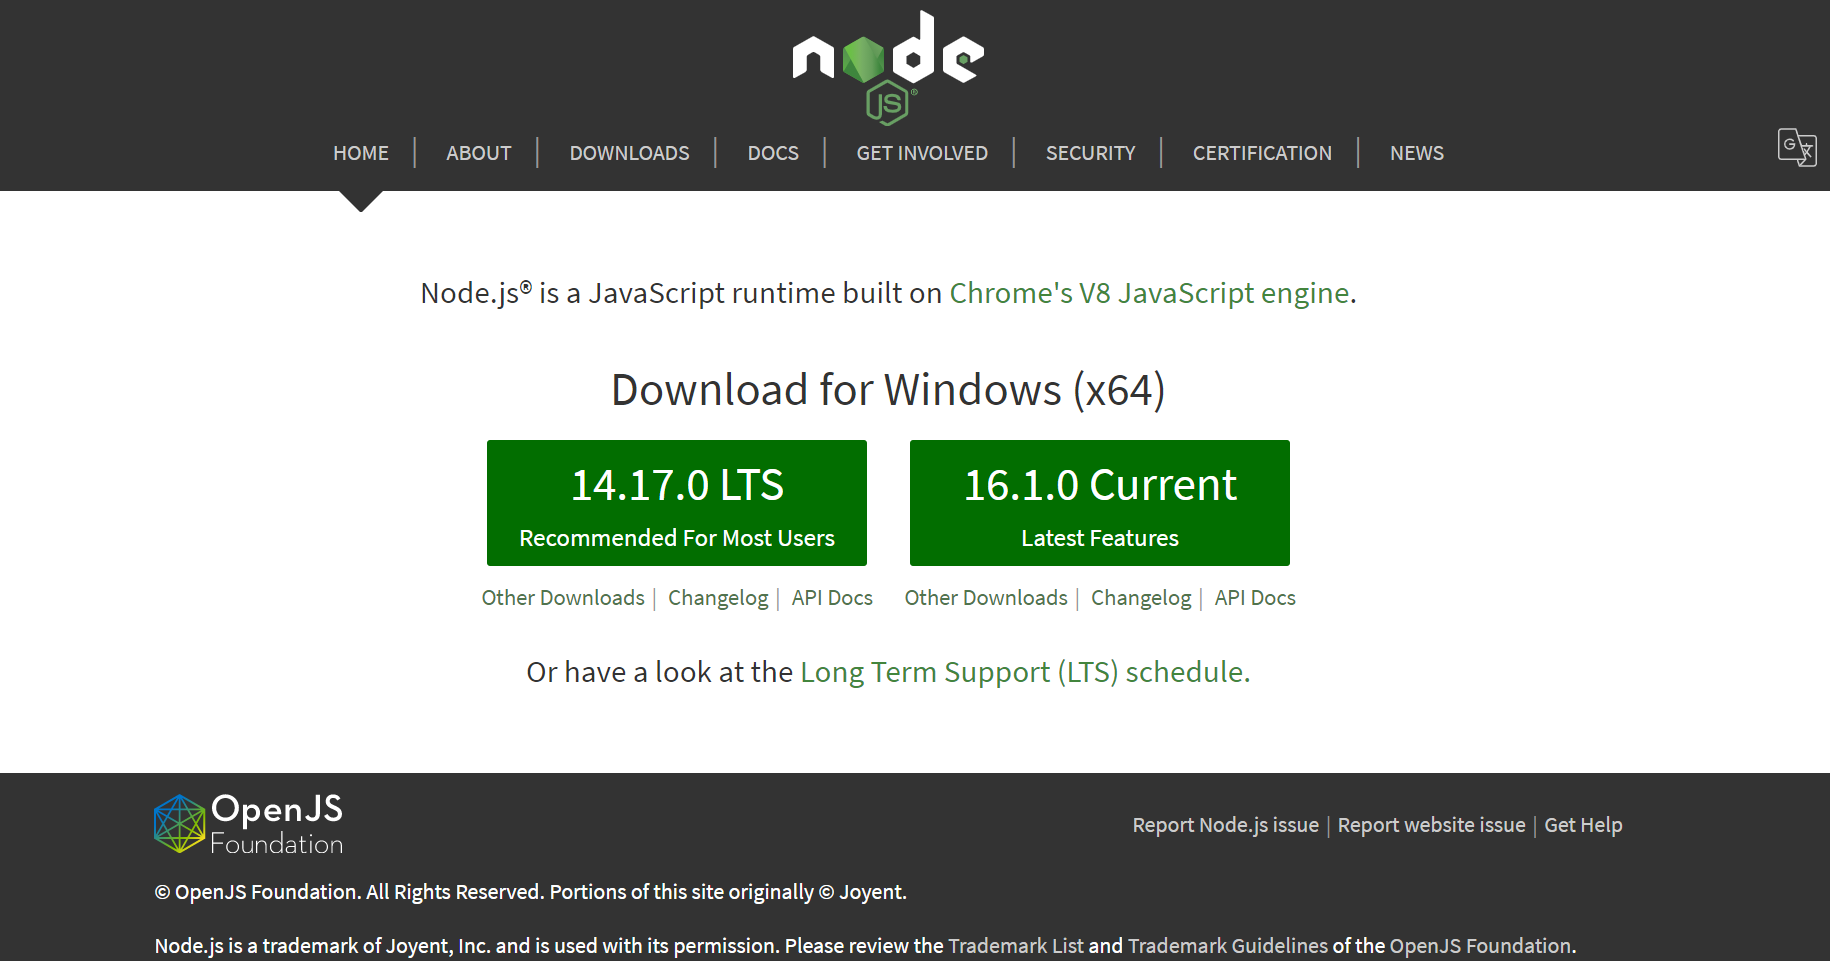 node
JS®
HOME | ABOUT | DOWNLOADS | DOCS | GET INVOLVED | SECURITY | CERTIFICATION | NEWS
G 文
Node.js® is a JavaScript runtime built on Chrome's V8 JavaScript engine.
Download for Windows (x64)
14.17.0 LTS
Recommended For Most Users
16.1.0 Current
Latest Features
Other Downloads | Changelog | API Docs
Other Downloads | Changelog | API Docs
Or have a look at the Long Term Support (LTS) schedule.
OpenJS
Foundation
Report Node.js issue | Report website issue | Get Help
© OpenJS Foundation. All Rights Reserved. Portions of this site originally © Joyent.
Node.js is a trademark of Joyent, Inc. and is used with its permission. Please review the Trademark List and Trademark Guidelines of the OpenJS Foundation.